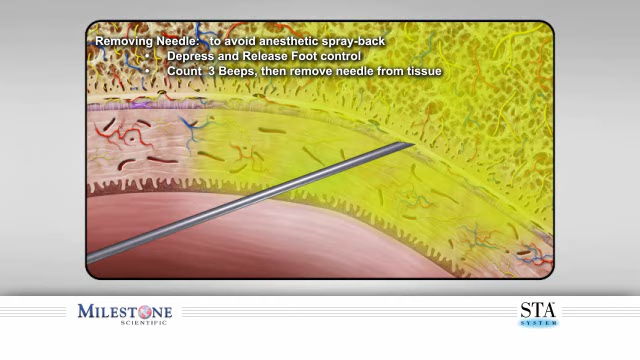 Removing Needle: to avoid anesthetic spray-back
• Depress and Release Foot control
• Count 3 Beeps, then remove needle from tissue
MILESTONE
SCIENTIFIC
STA
SYSTEM